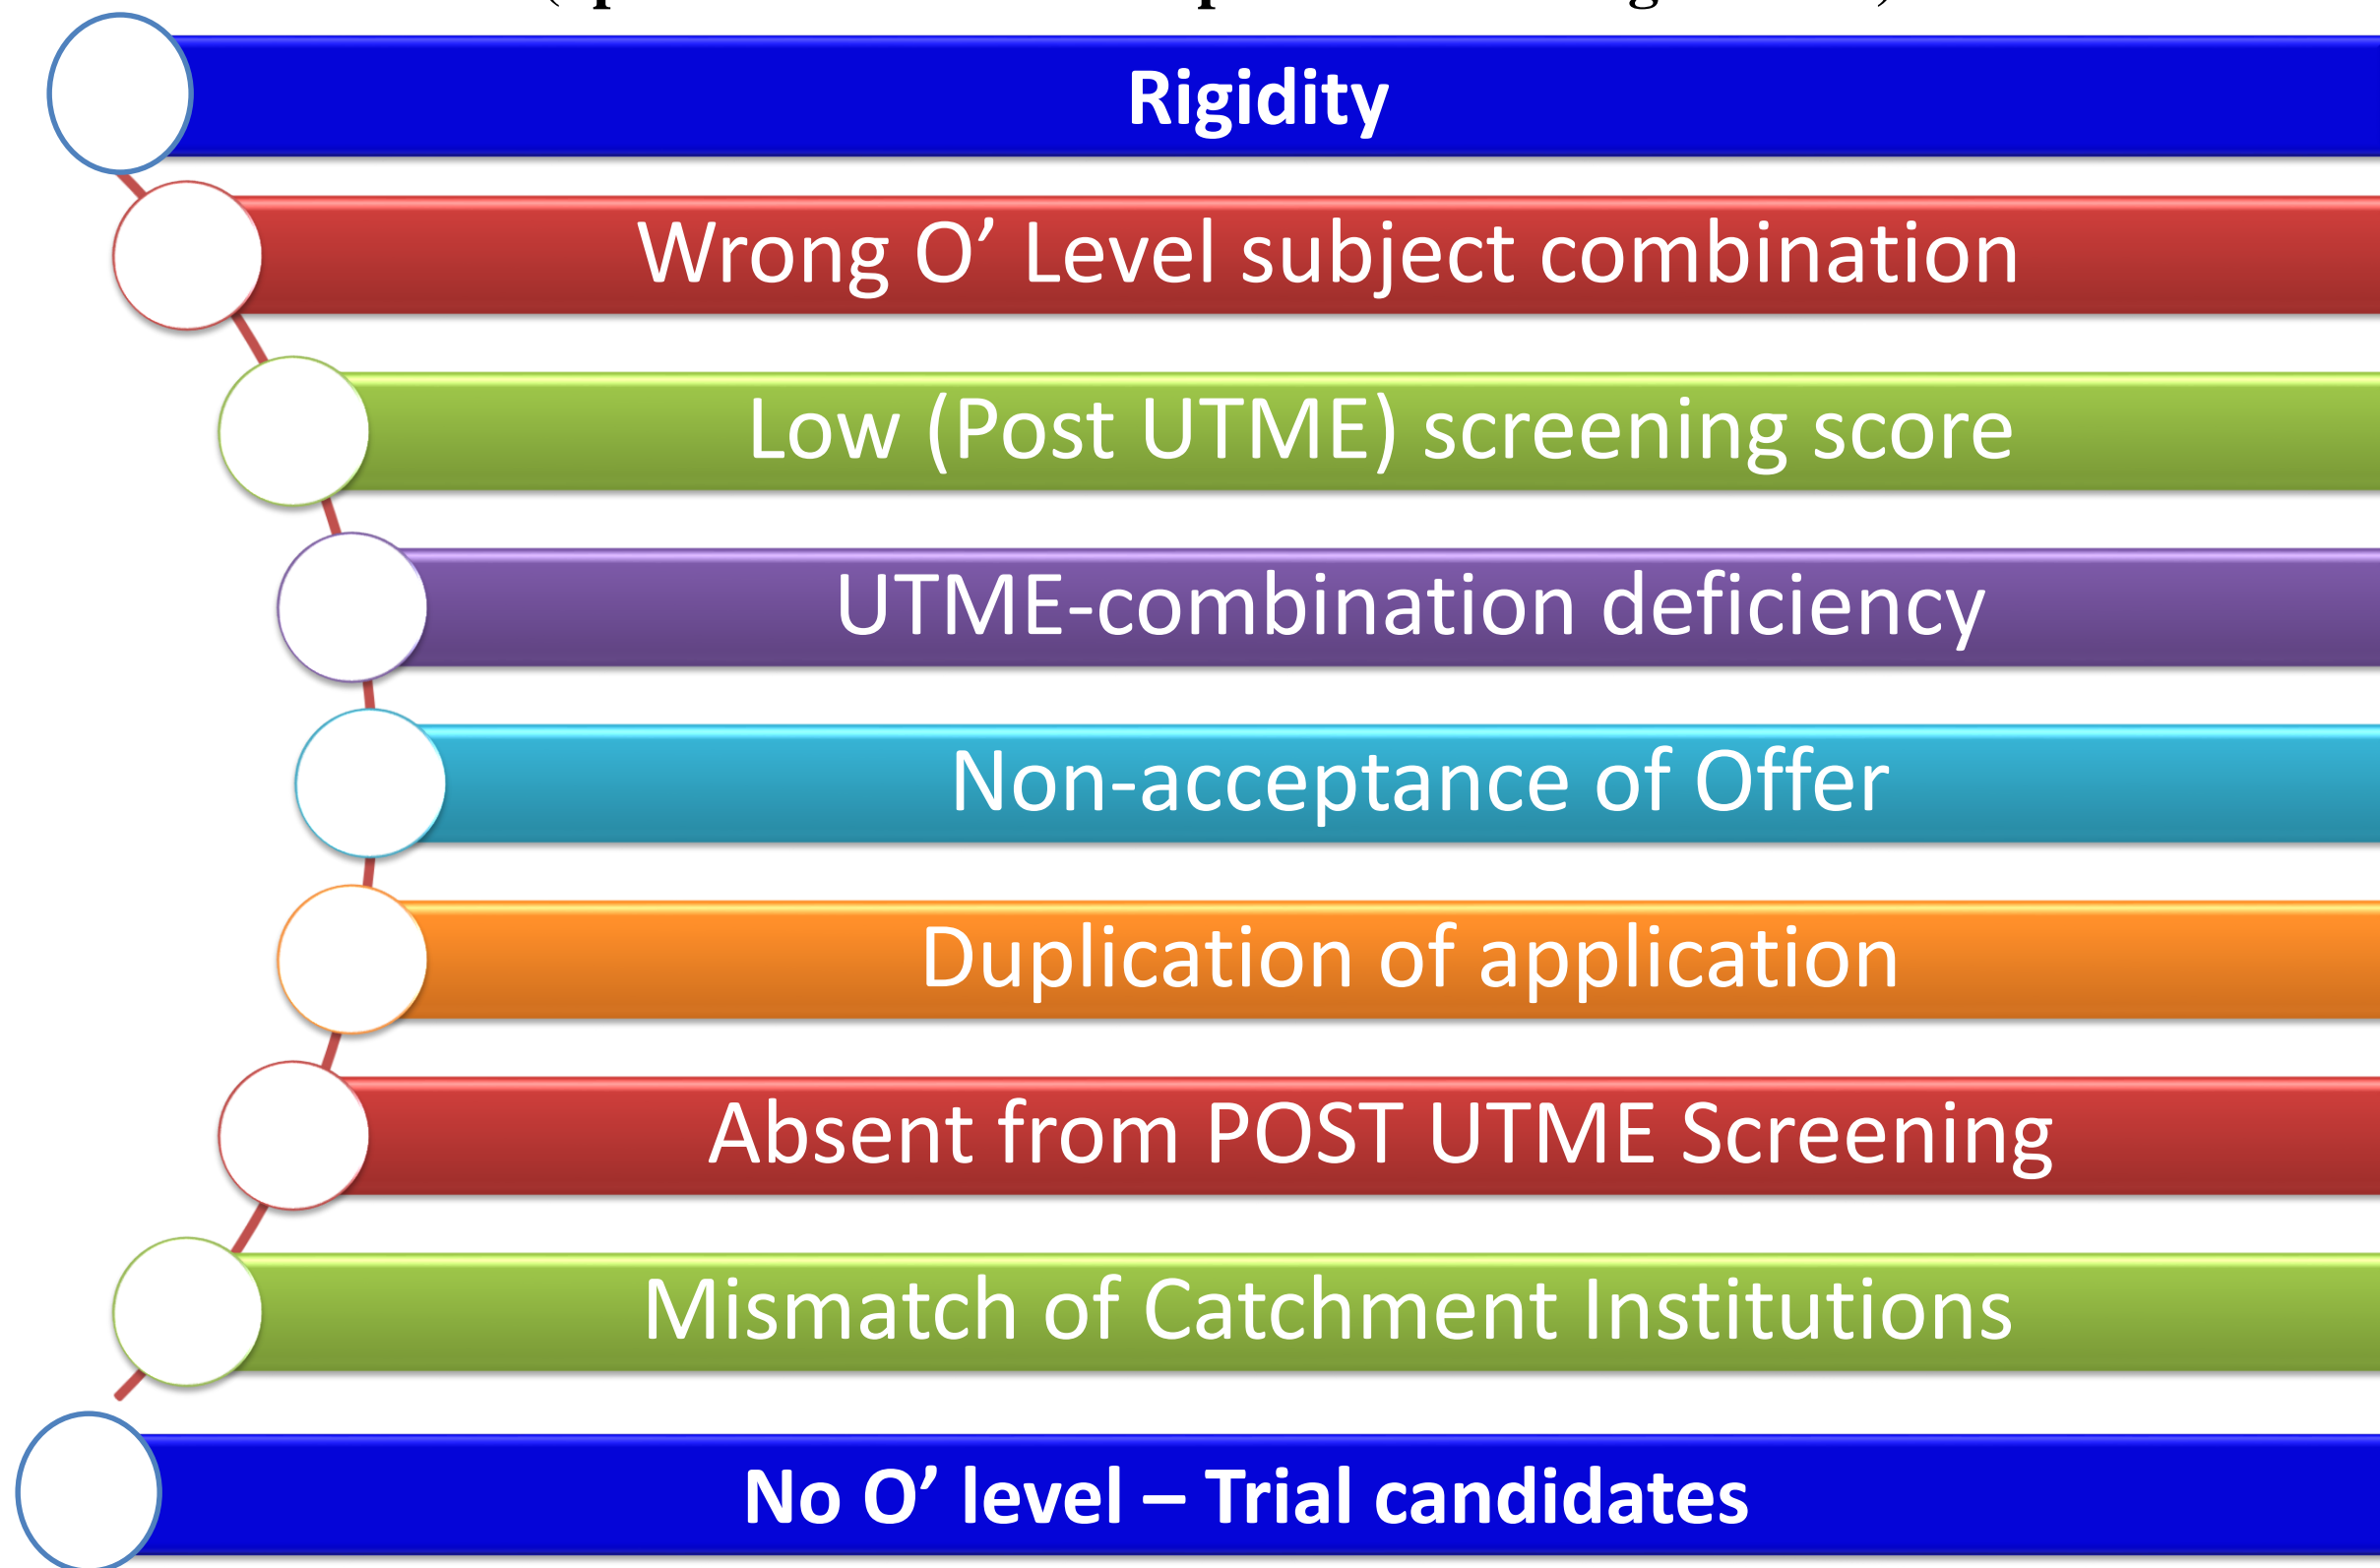 Rigidity
Wrong O’ Level subject combination
Low (Post UTME) screening score
UTME-combination deficiency
Non-acceptance of Offer
Duplication of application
Absent from POST UTME Screening
Mismatch of Catchment Institutions
No O’ level – Trial candidates